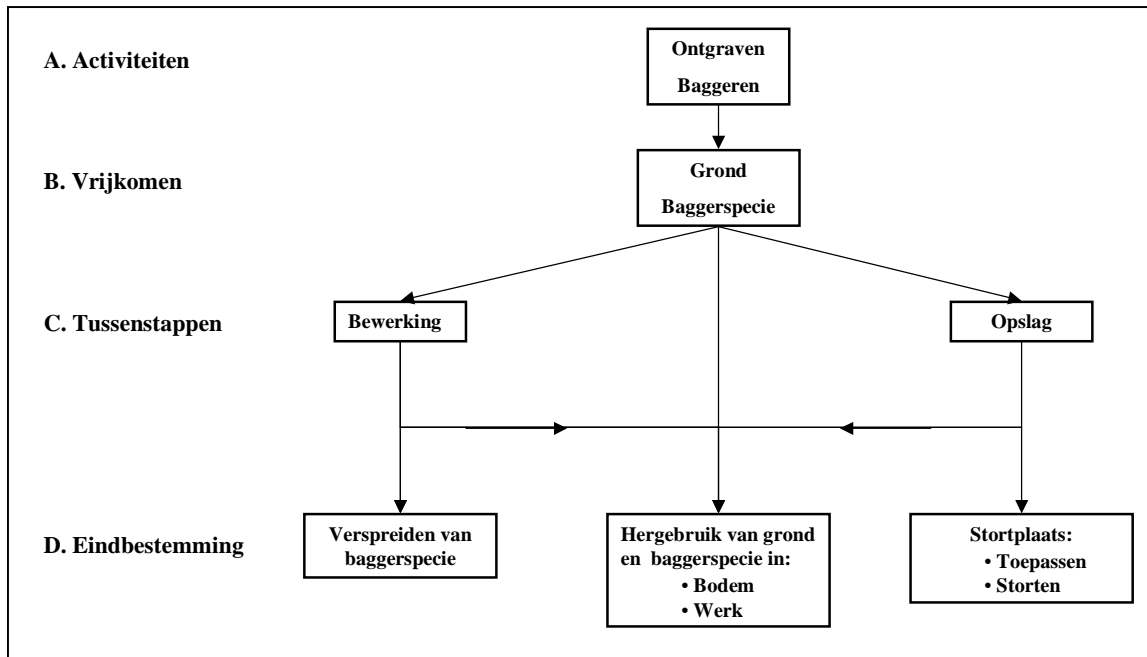 A. Activiteiten
Ontgraven
Baggeren
B. Vrijkomen
Grond
Baggerspecie
C. Tussenstappen
Bewerking
Opslag
D. Eindbestemming
Verspreiden van
baggerspecie
Hergebruik van grond
en baggerspecie in:
• Bodem
• Werk
Stortplaats:
• Toepassen
• Storten